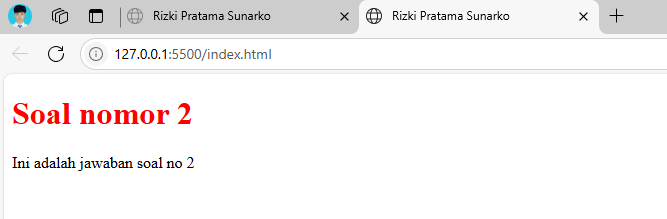 Rizki Pratama Sunarko
Rizki Pratama Sunarko
127.0.0.1:5500/index.html
Soal nomor 2
Ini adalah jawaban soal no 2